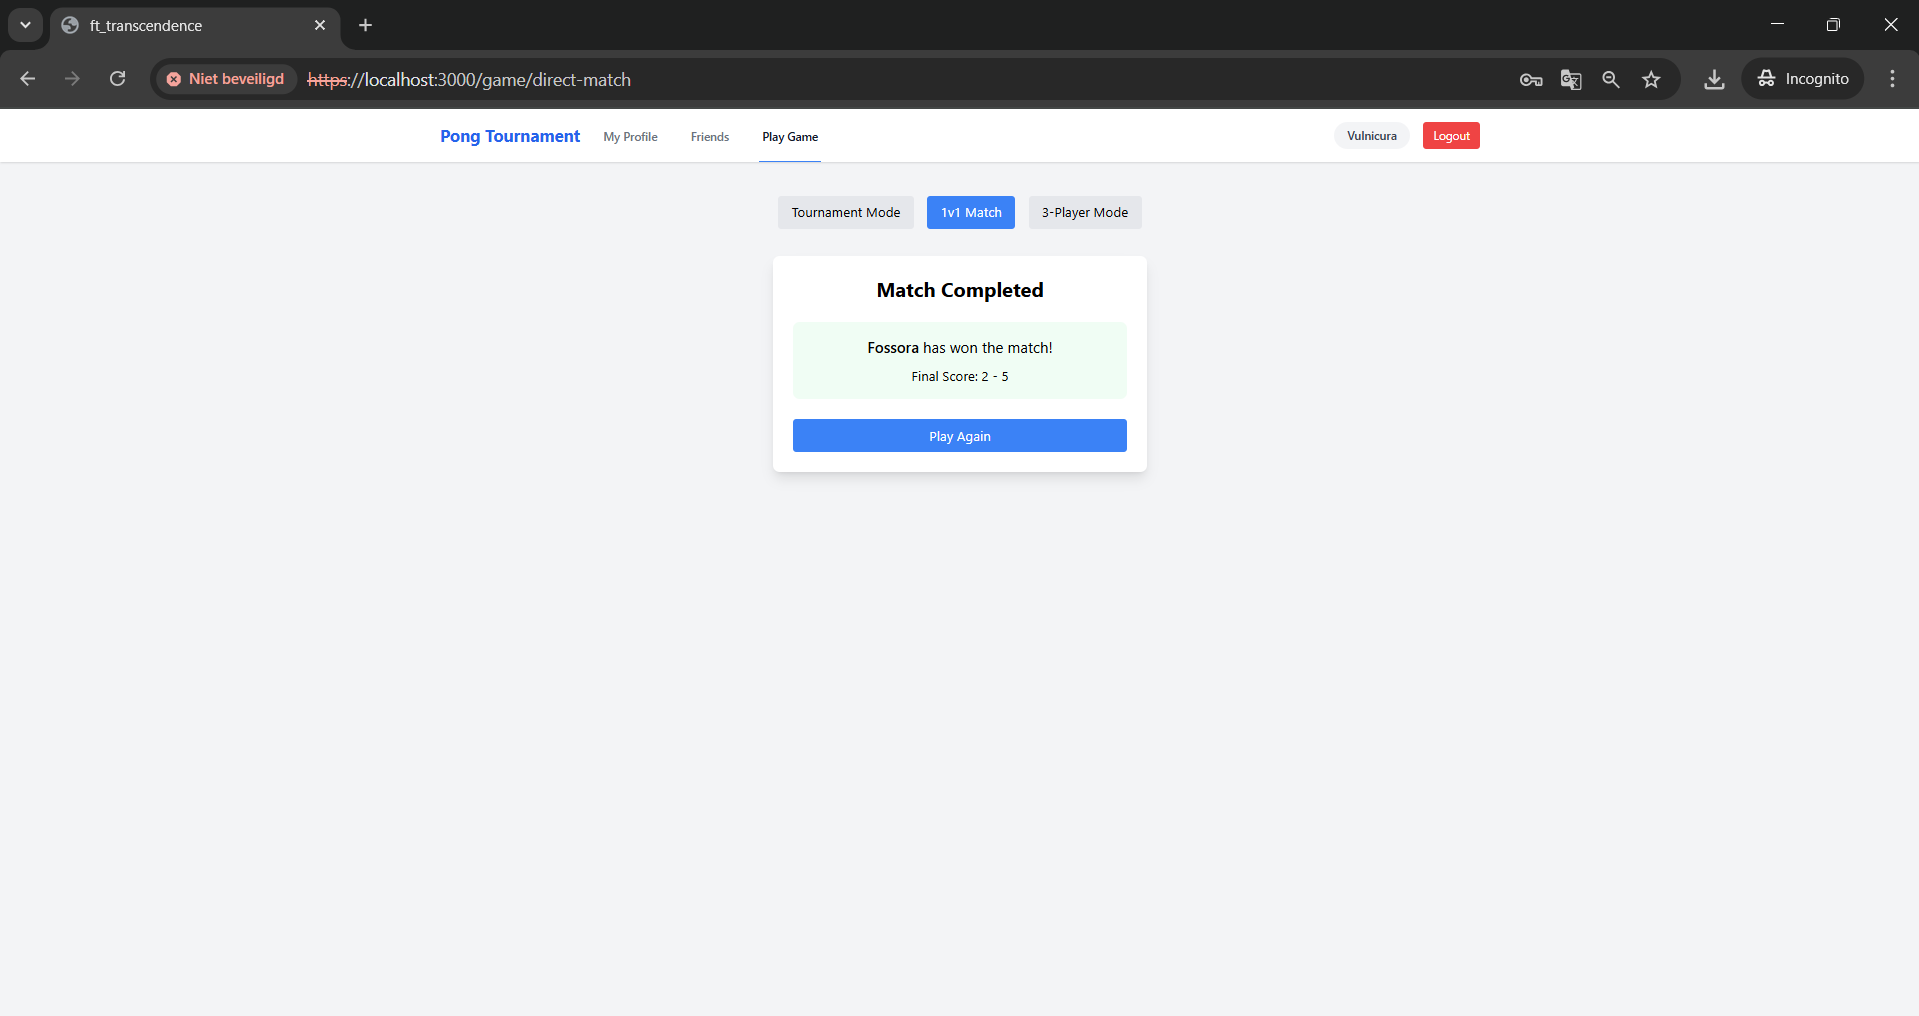 ft_transcendence
Niet beveiligd https://localhost:3000/game/direct-match Incognito
Pong Tournament My Profile Friends Play Game Vulnicura Logout
Tournament Mode 1v1 Match 3-Player Mode
Match Completed
Fossora has won the match!
Final Score: 2 - 5
Play Again